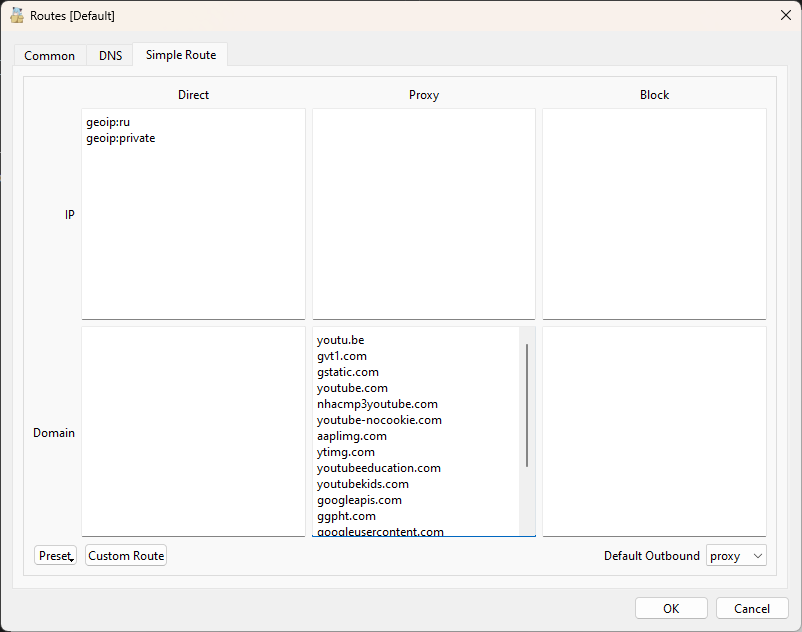 Routes [Default]
Common
DNS
Simple Route
Direct
Proxy
Block
IP
geoip:ru
geoip:private
Domain
youtu.be
gvt1.com
gstatic.com
youtube.com
nhacmp3youtube.com
youtube-nocookie.com
aaplimg.com
ytimg.com
youtubeeducation.com
youtubekids.com
googleapis.com
ggpht.com
googleusercontent.com
Preset
Custom Route
Default Outbound
proxy
OK
Cancel